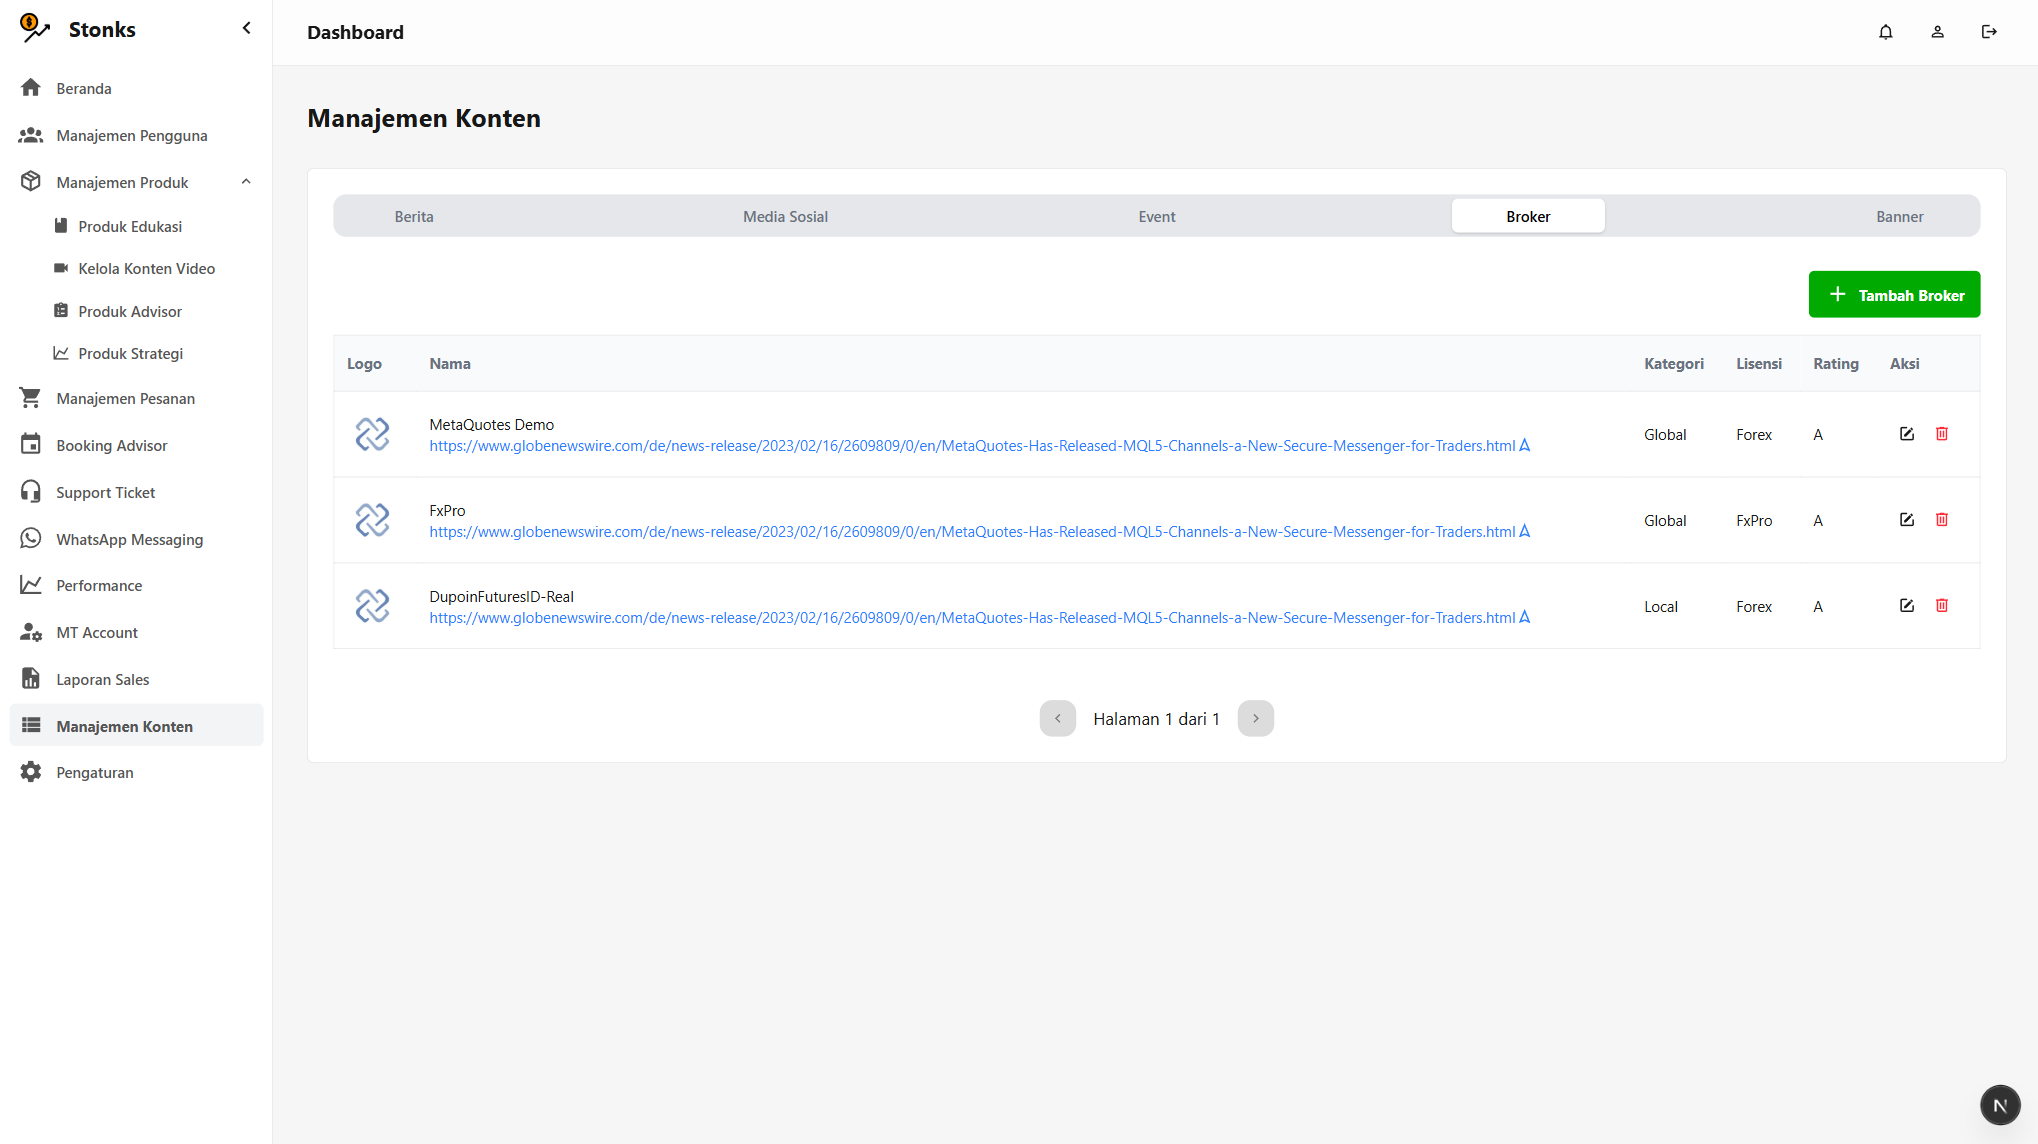 Stonks
Dashboard
Beranda
Manajemen Pengguna
Manajemen Produk
Produk Edukasi
Kelola Konten Video
Produk Advisor
Produk Strategi
Manajemen Pesanan
Booking Advisor
Support Ticket
WhatsApp Messaging
Performance
MT Account
Laporan Sales
Manajemen Konten
Pengaturan
Manajemen Konten
Berita Media Sosial Event Broker Banner
+ Tambah Broker
Logo Nama Kategori Lisensi Rating Aksi
MetaQuotes Demo
https://www.globenewswire.com/de/news-release/2023/02/16/2609809/0/en/MetaQuotes-Has-Released-MQL5-Channels-a-New-Secure-Messenger-for-Traders.html
Global Forex A
FxPro
https://www.globenewswire.com/de/news-release/2023/02/16/2609809/0/en/MetaQuotes-Has-Released-MQL5-Channels-a-New-Secure-Messenger-for-Traders.html
Global FxPro A
DupoinFuturesID-Real
https://www.globenewswire.com/de/news-release/2023/02/16/2609809/0/en/MetaQuotes-Has-Released-MQL5-Channels-a-New-Secure-Messenger-for-Traders.html
Local Forex A
Halaman 1 dari 1
N